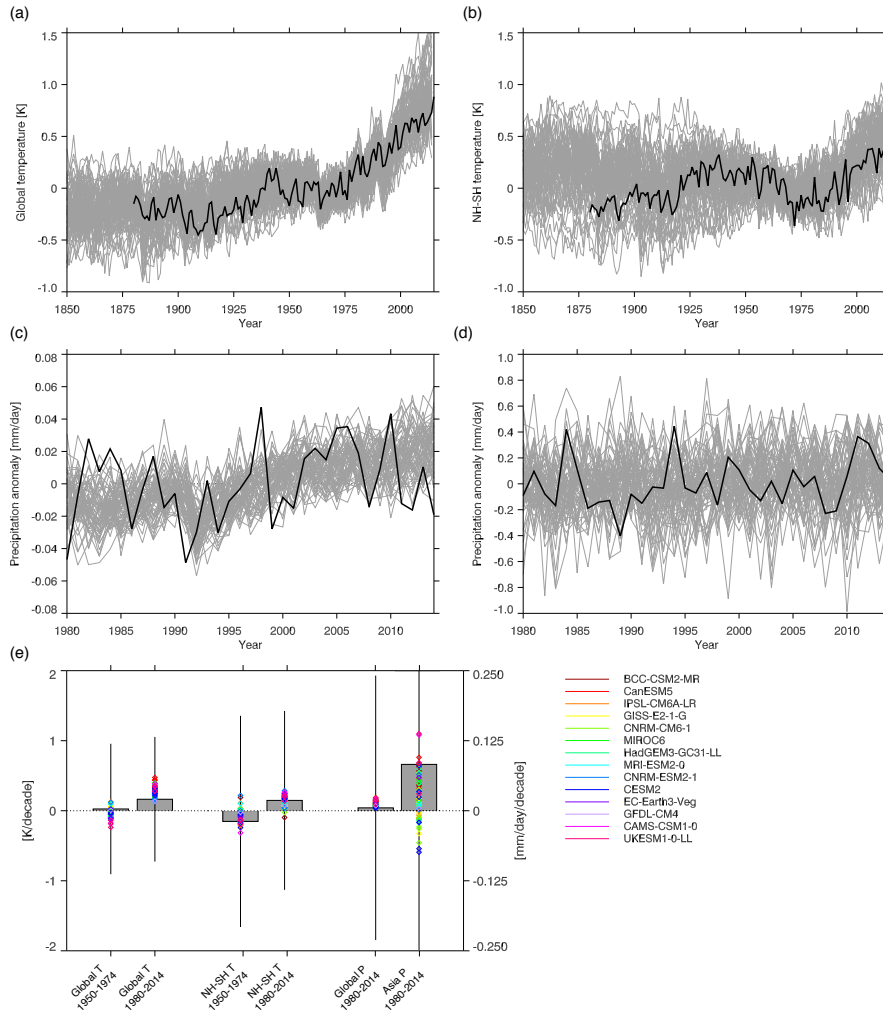 (a)
(b)
1.5
1.0
0.5
0
-0.5
-1.0
Global temperature [K]
1850
1875
1900
1925
1950
1975
2000
Year
1.5
1.0
0.5
0
-0.5
-1.0
NH-SH temperature [K]
1850
1875
1900
1925
1950
1975
2000
Year
(c)
(d)
0.08
0.06
0.04
0.02
0
-0.02
-0.04
-0.06
-0.08
Precipitation anomaly [mm/day]
1980
1985
1990
1995
2000
2005
2010
Year
1.0
0.8
0.6
0.4
0.2
0
-0.2
-0.4
-0.6
-0.8
-1.0
Precipitation anomaly [mm/day]
1980
1985
1990
1995
2000
2005
2010
Year
(e)
2
1
0
-1
-2
[K/decade]
0.250
0.125
0
-0.125
-0.250
[mm/day/decade]
Global T
1950-1974
Global T
1980-2014
NH-SH T
1950-1974
NH-SH T
1980-2014
Global P
1980-2014
Asia P
1980-2014
BCC-CSM2-MR
CanESM5
IPSL-CM6A-LR
GISS-E2-1-G
CNRM-CM6-1
MIROC6
HadGEM3-GC31-LL
MRI-ESM2-0
CNRM-ESM2-1
CESM2
EC-Earth3-Veg
GFDL-CM4
CAMS-CSM1-0
UKESM1-0-LL